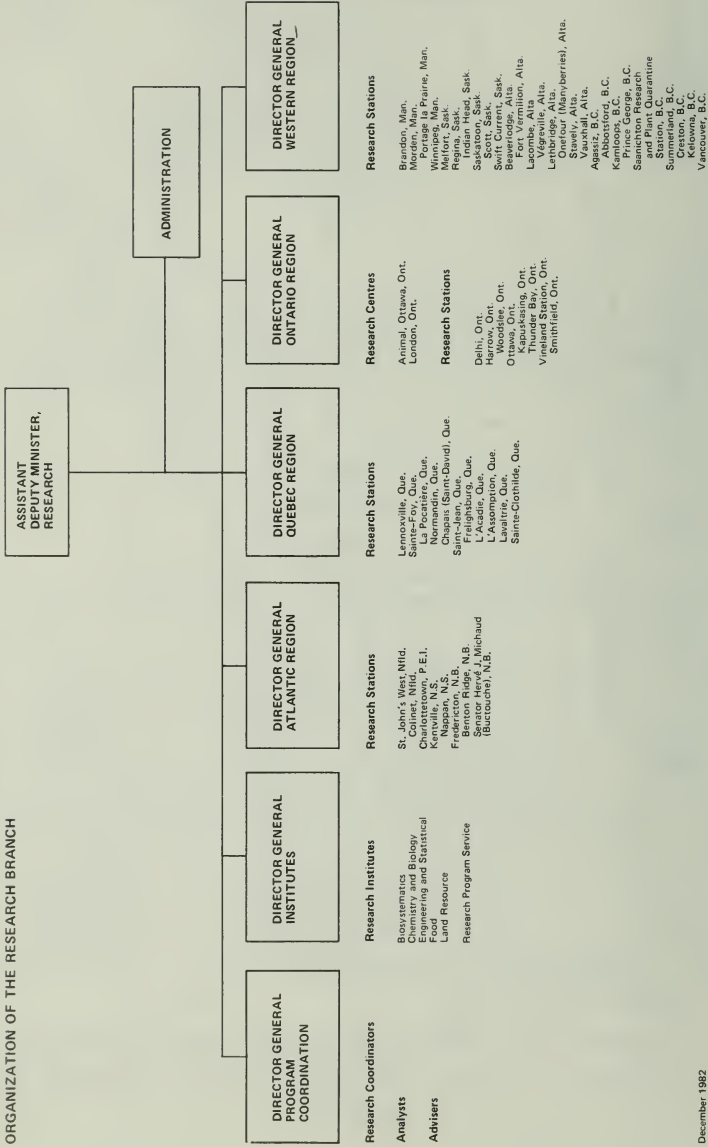 ORGANIZATION OF THE RESEARCH BRANCH
ASSISTANT
DEPUTY MINISTER,
RESEARCH
ADMINISTRATION
DIRECTOR GENERAL
PROGRAM
COORDINATION
Research Coordinators
Analysts
Advisers
DIRECTOR GENERAL
INSTITUTES
Research Institutes
Biosystematics
Chemistry and Biology
Engineering and Statistical
Food
Land Resource
Research Program Service
DIRECTOR GENERAL
ATLANTIC REGION
Research Stations
St. John's West, Nfld.
Colinet, Nfld.
Charlottetown, P.E.I.
Kentville, N.S.
Nappan, N.S.
Fredericton, N.B.
Benton Ridge, N.B.
Senator Hervé J. Michaud
(Buctouche), N.B.
DIRECTOR GENERAL
QUEBEC REGION
Research Stations
Lennoxville, Que.
Sainte-Foy, Que.
La Pocatière, Que.
Normandin, Que.
Chapais (Saint-David), Que.
Saint-Jean, Que.
Frelighsburg, Que.
L'Acadie, Que.
L'Assomption, Que.
Lavaltrie, Que.
Sainte-Clothilde, Que.
DIRECTOR GENERAL
ONTARIO REGION
Research Centres
Animal, Ottawa, Ont.
London, Ont.
Research Stations
Delhi, Ont.
Harrow, Ont.
Woodslee, Ont.
Ottawa, Ont.
Kapuskasing, Ont.
Thunder Bay, Ont.
Vineland Station, Ont.
Smithfield, Ont.
DIRECTOR GENERAL
WESTERN REGION
Research Stations
Brandon, Man.
Morden, Man.
Portage la Prairie, Man.
Winnipeg, Man.
Melfort, Sask.
Regina, Sask.
Indian Head, Sask.
Saskatoon, Sask.
Scott, Sask.
Swift Current, Sask.
Beaverlodge, Alta.
Fort Vermilion, Alta.
Lacombe, Alta
Végreville, Alta.
Lethbridge, Alta.
Onefour (Manyberries), Alta.
Stavely, Alta.
Vauxhall, Alta.
Agassiz, B.C.
Abbotsford, B.C.
Kamloops, B.C.
Prince George, B.C.
Saanichton Research
and Plant Quarantine
Station, B.C.
Summerland, B.C.
Creston, B.C.
Kelowna, B.C.
Vancouver, B.C.
December 1982